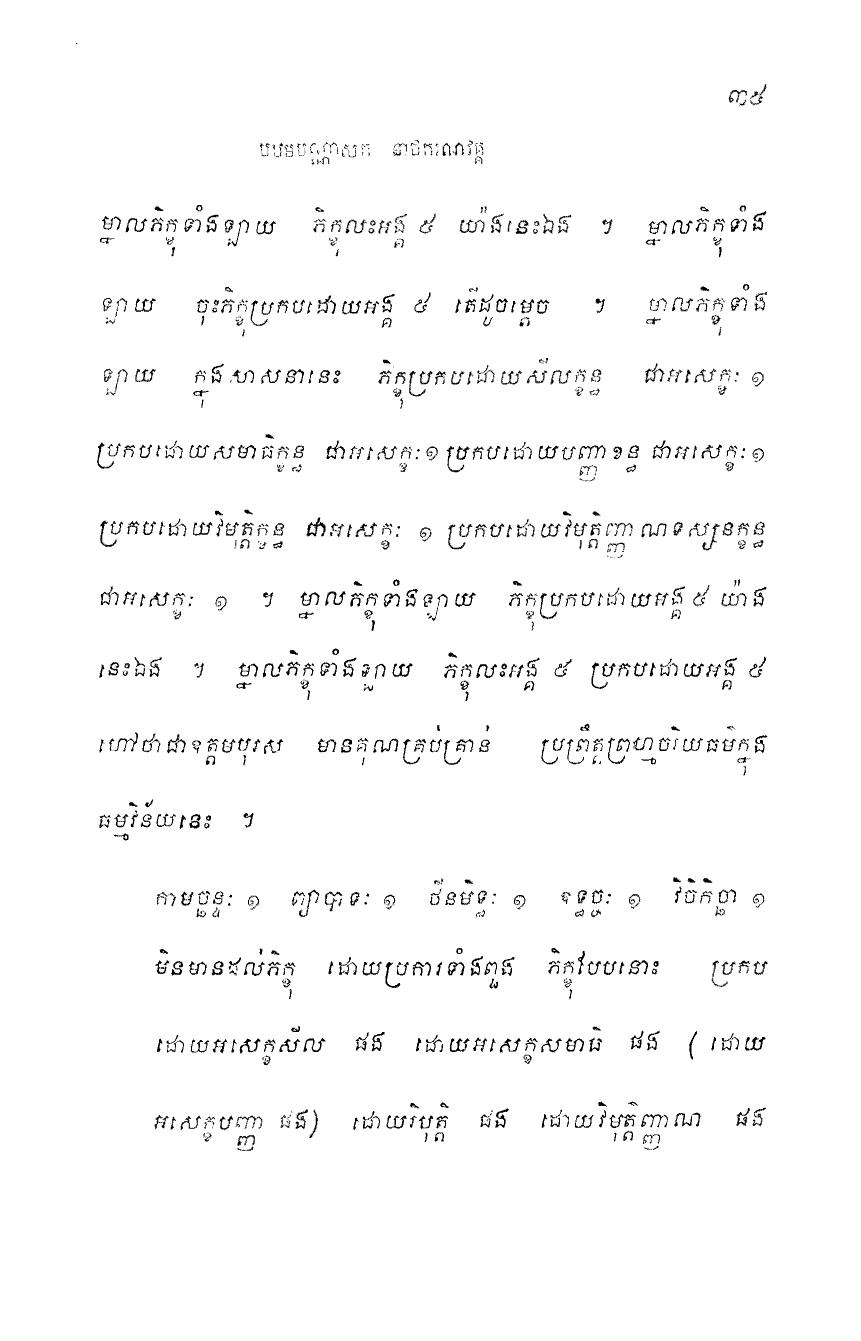 ៣៥
បឋមបណ្ណាសក នាថករណវគ្គ
ម្នាលភិក្ខុទាំងឡាយ ភិក្ខុលះអង្គ ៥ យ៉ាងនេះឯង ។ ម្នាលភិក្ខុទាំង
ឡាយ ចុះភិក្ខុប្រកបដោយអង្គ ៥ តើដូចម្តេច ។ ម្នាលភិក្ខុទាំង
ឡាយ ក្នុងសាសនានេះ ភិក្ខុប្រកបដោយសីលក្ខន្ធ ជាអសេក្ខៈ ១
ប្រកបដោយសមាធិក្ខន្ធ ជាអសេក្ខៈ ១ ប្រកបដោយបញ្ញាខន្ធ ជាអសេក្ខៈ ១
ប្រកបដោយវិមុត្តិក្ខន្ធ ជាអសេក្ខៈ ១ ប្រកបដោយវិមុត្តិញ្ញាណទស្សនក្ខន្ធ
ជាអសេក្ខៈ ១ ។ ម្នាលភិក្ខុទាំងឡាយ ភិក្ខុប្រកបដោយអង្គ ៥ យ៉ាង
នេះឯង ។ ម្នាលភិក្ខុទាំងឡាយ ភិក្ខុលះអង្គ ៥ ប្រកបដោយអង្គ ៥
ហៅថាជាឧត្តមបុរស មានគុណគ្រប់គ្រាន់ ប្រព្រឹត្តព្រហ្មចរិយធម៌ក្នុង
ធម្មវិន័យនេះ ។
កាមច្ឆន្ទៈ ១ ព្យាបាទៈ ១ ថីនមិទ្ធៈ ១ ឧទ្ធច្ចៈ ១ វិចិកិច្ឆា ១
មិនមានដល់ភិក្ខុ ដោយប្រការទាំងពួង ភិក្ខុបែបនោះ ប្រកប
ដោយអសេក្ខសីល ផង ដោយអសេក្ខសមាធិ ផង ( ដោយ
អសេក្ខបញ្ញា ផង) ដោយវិមុត្តិ ផង ដោយវិមុត្តិញ្ញាណ ផង